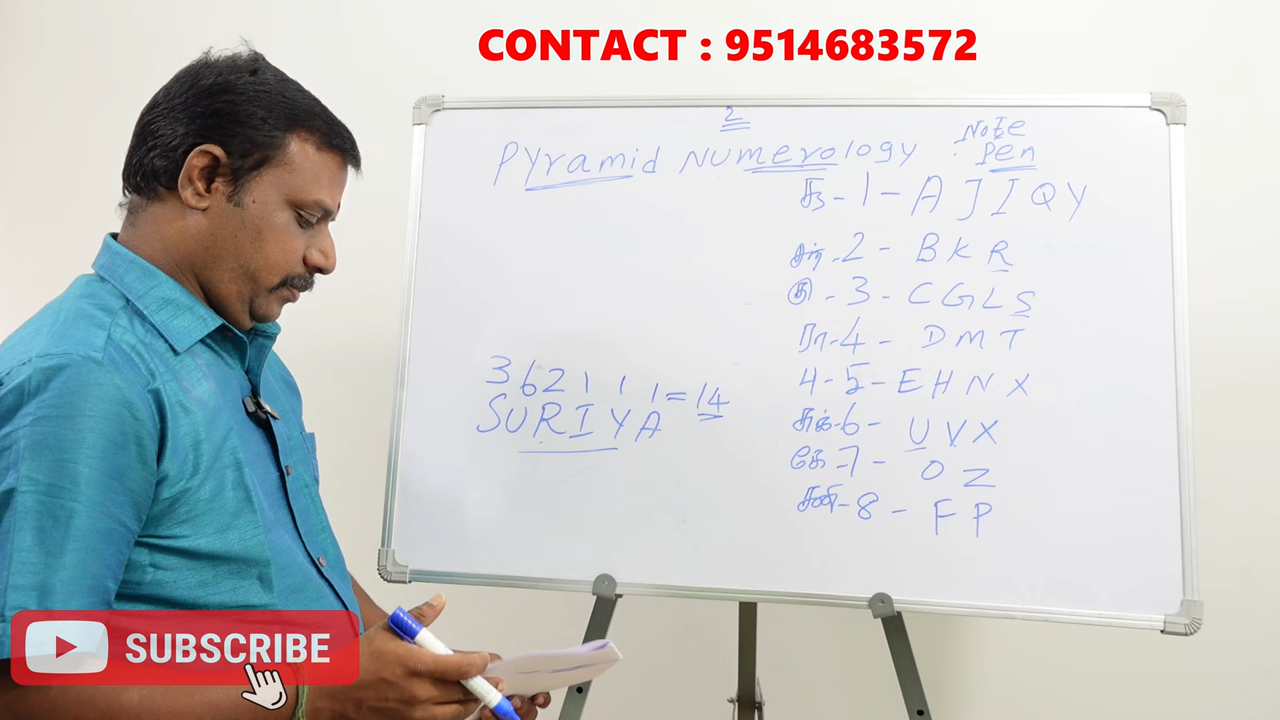 CONTACT : 9514683572
2
Pyramid Numerology
Note
Pen
- 1 - A J I Q Y
- 2 - B K R
- 3 - C G L S
ரா - 4 - D M T
4 - 5 - E H N X
- 6 - U V X
கே - 7 - O Z
சனி - 8 - F P
3 6 2 1 1 1 = 14
SURIYA
SUBSCRIBE